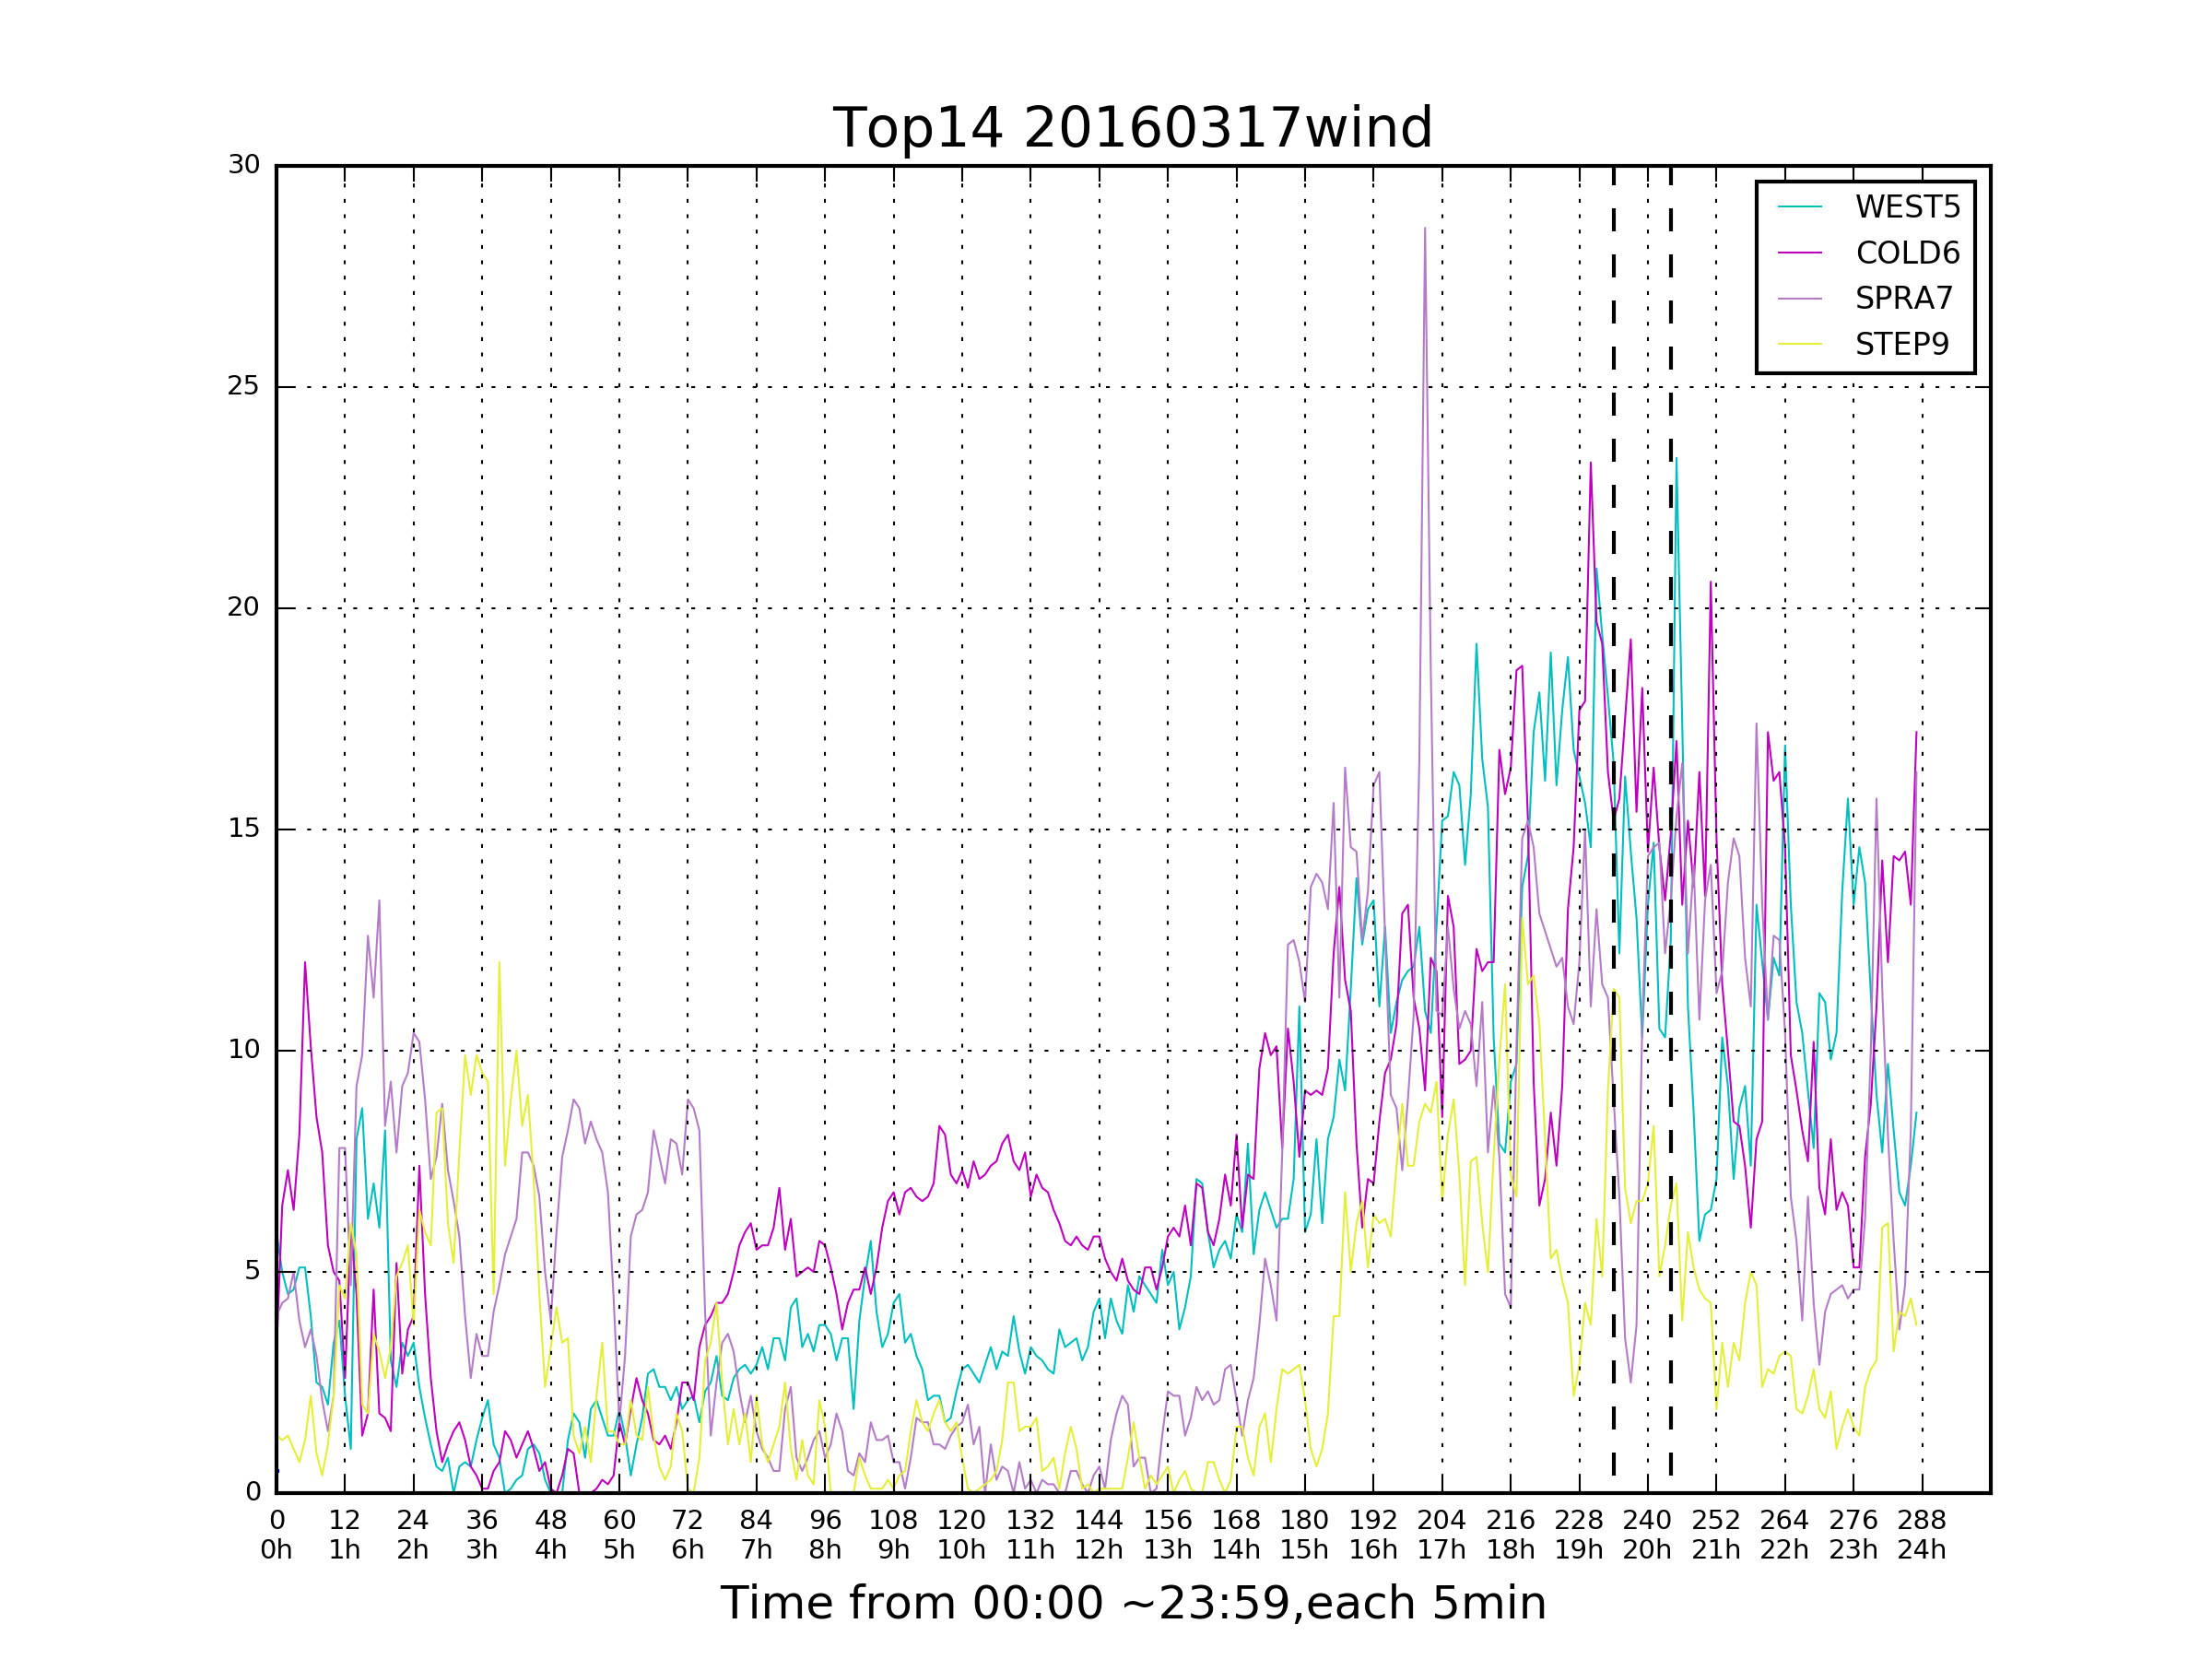 Top14 20160317wind
30
25
20
15
10
5
0
WEST5
COLD6
SPRA7
STEP9
0 12 24 36 48 60 72 84 96 108 120 132 144 156 168 180 192 204 216 228 240 252 264 276 288
0h 1h 2h 3h 4h 5h 6h 7h 8h 9h 10h 11h 12h 13h 14h 15h 16h 17h 18h 19h 20h 21h 22h 23h 24h
Time from 00:00 ~23:59,each 5min